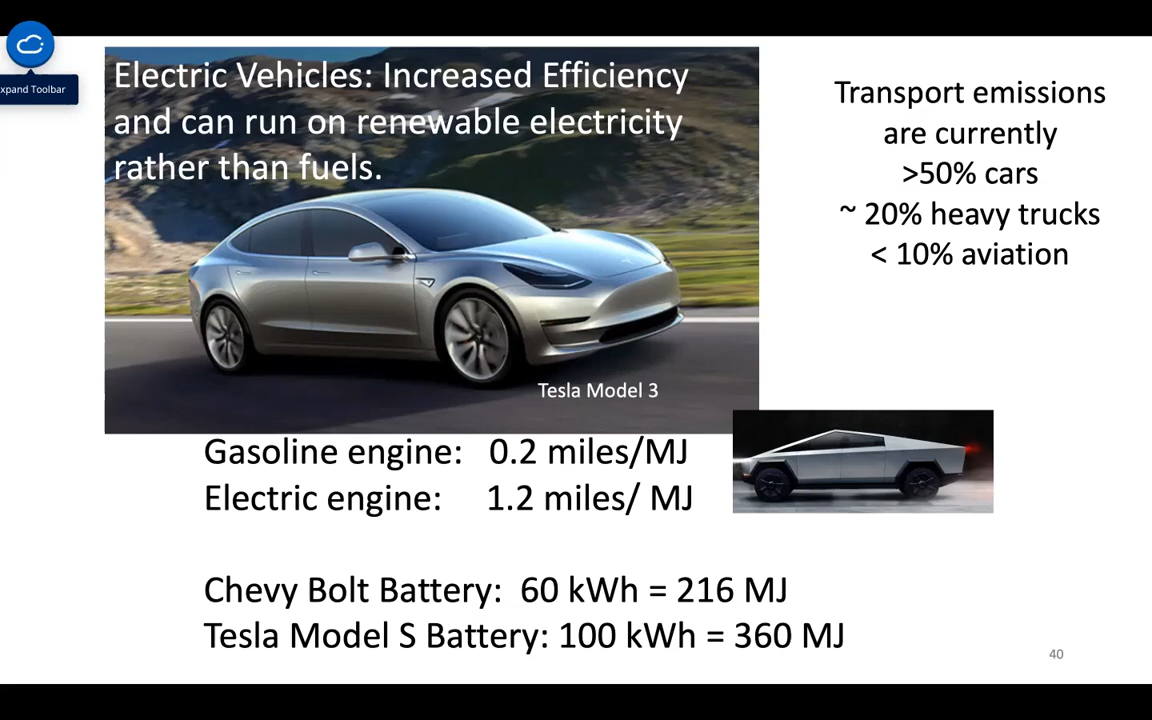 xpand Toolbar
Electric Vehicles: Increased Efficiency
and can run on renewable electricity
rather than fuels.
Tesla Model 3
Transport emissions
are currently
>50% cars
~ 20% heavy trucks
< 10% aviation
Gasoline engine: 0.2 miles/MJ
Electric engine: 1.2 miles/ MJ
Chevy Bolt Battery: 60 kWh = 216 MJ
Tesla Model S Battery: 100 kWh = 360 MJ
40